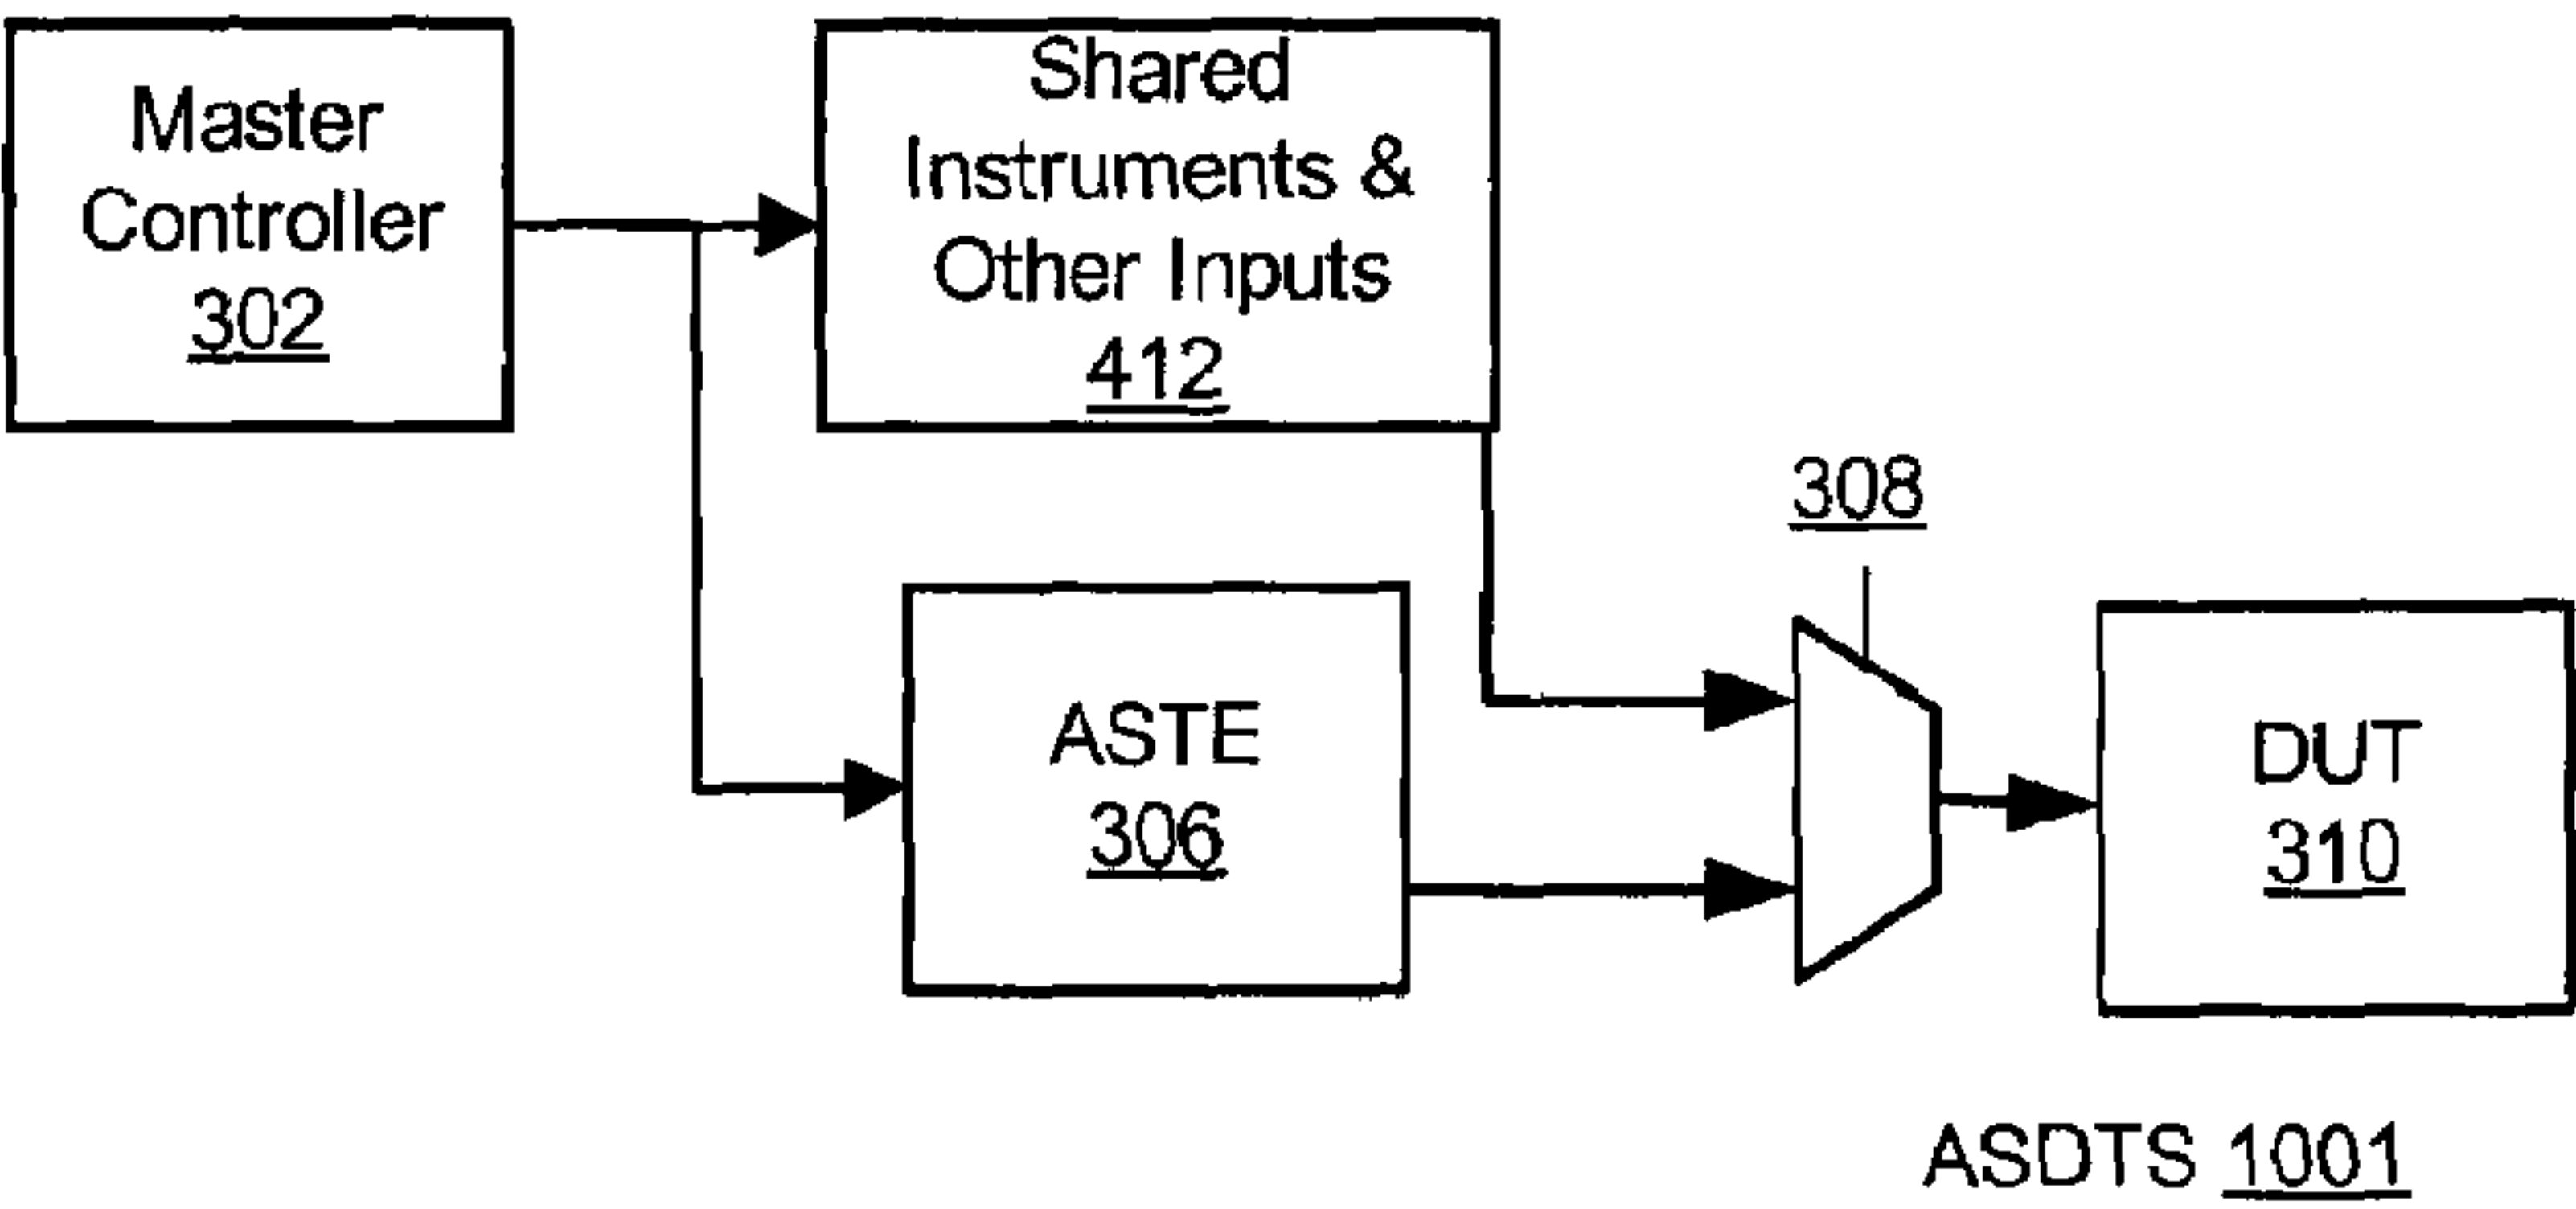 Master
Controller
302
Shared
Instruments &
Other Inputs
412
308
ASTE
306
DUT
310
ASDTS 1001